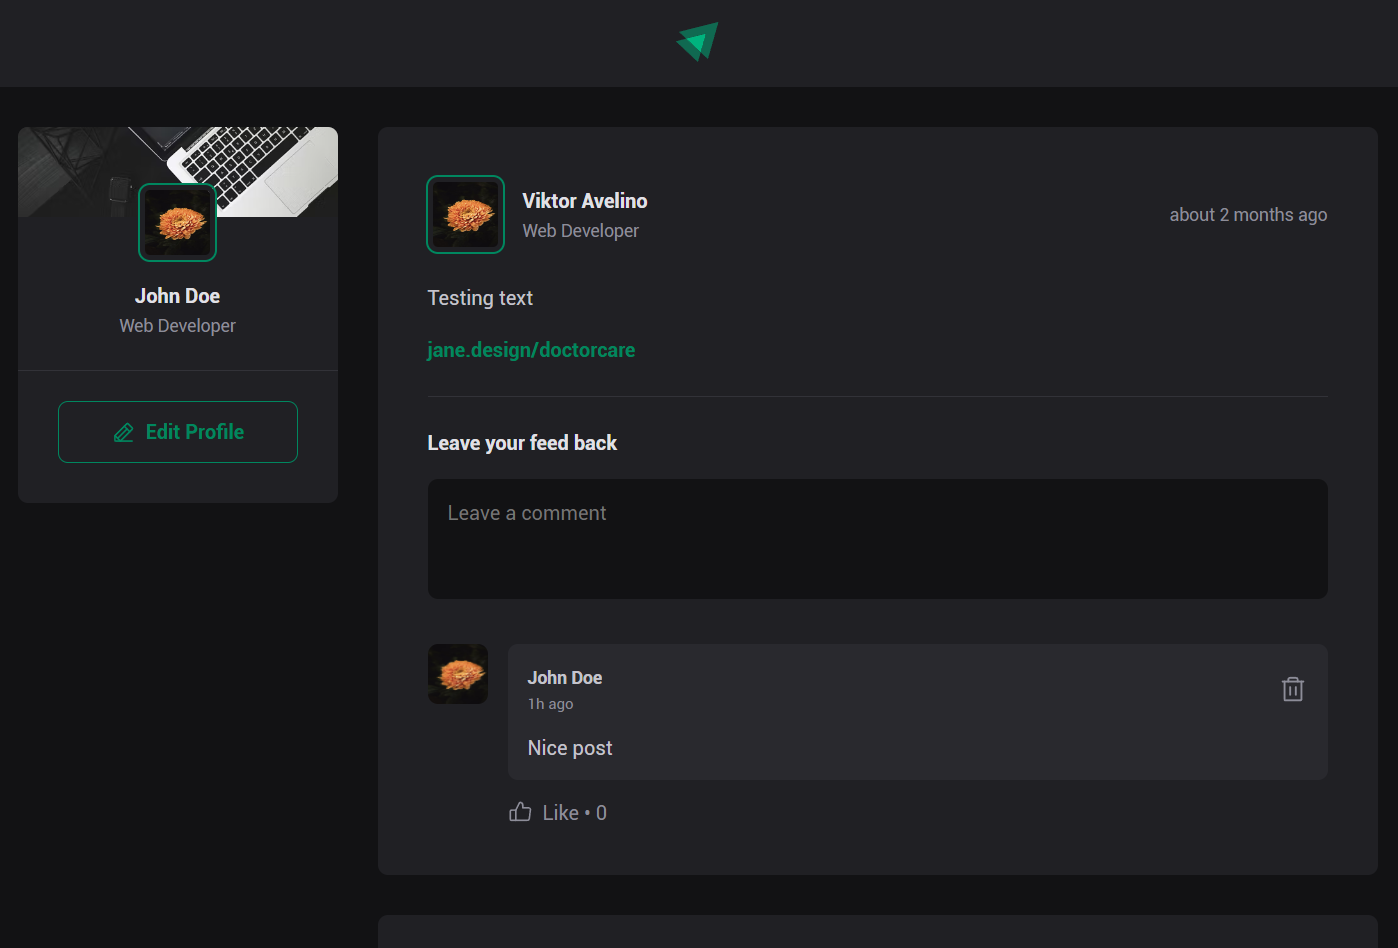 John Doe
Web Developer
Edit Profile
Viktor Avelino
Web Developer
about 2 months ago
Testing text
jane.design/doctorcare
Leave your feed back
Leave a comment
John Doe
1h ago
Nice post
Like • 0